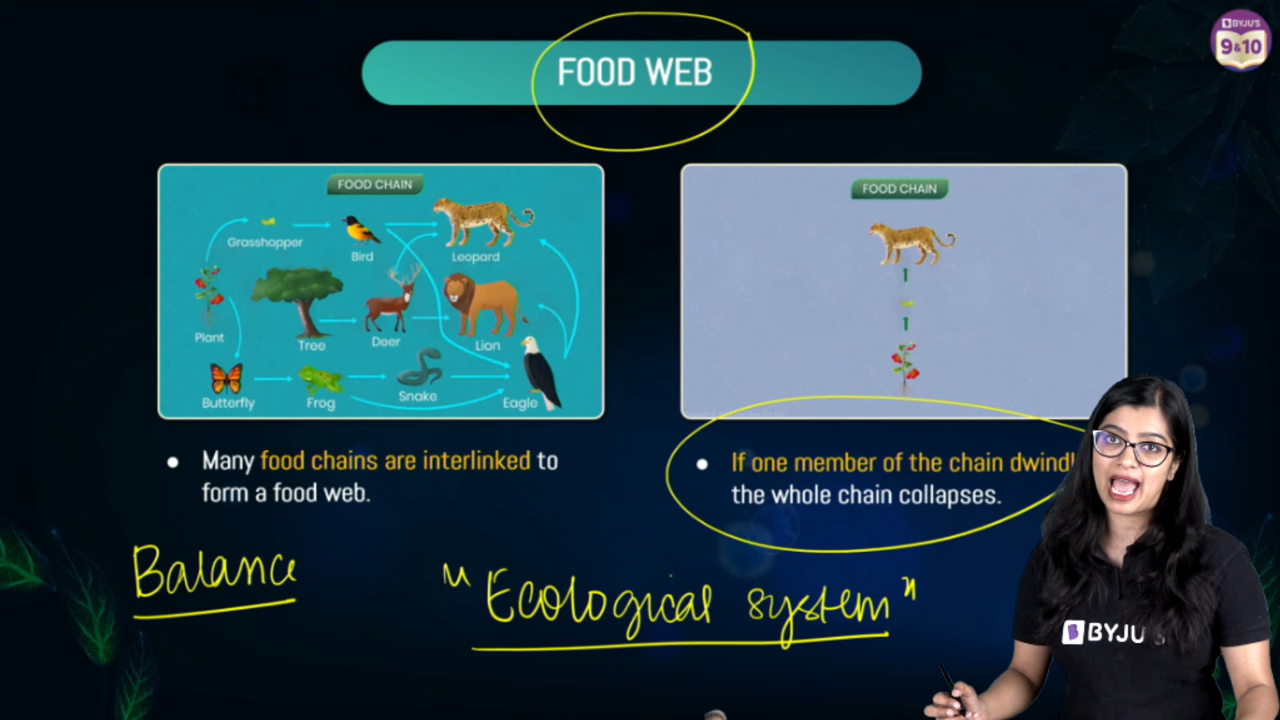 BYJU'S
9&10
FOOD WEB
FOOD CHAIN
Grasshopper
Bird
Leopard
Plant
Tree
Deer
Lion
Butterfly
Frog
Snake
Eagle
FOOD CHAIN
• Many food chains are interlinked to
form a food web.
• If one member of the chain
the whole chain collapses.
Balance
"Ecological system"
BYJU'S